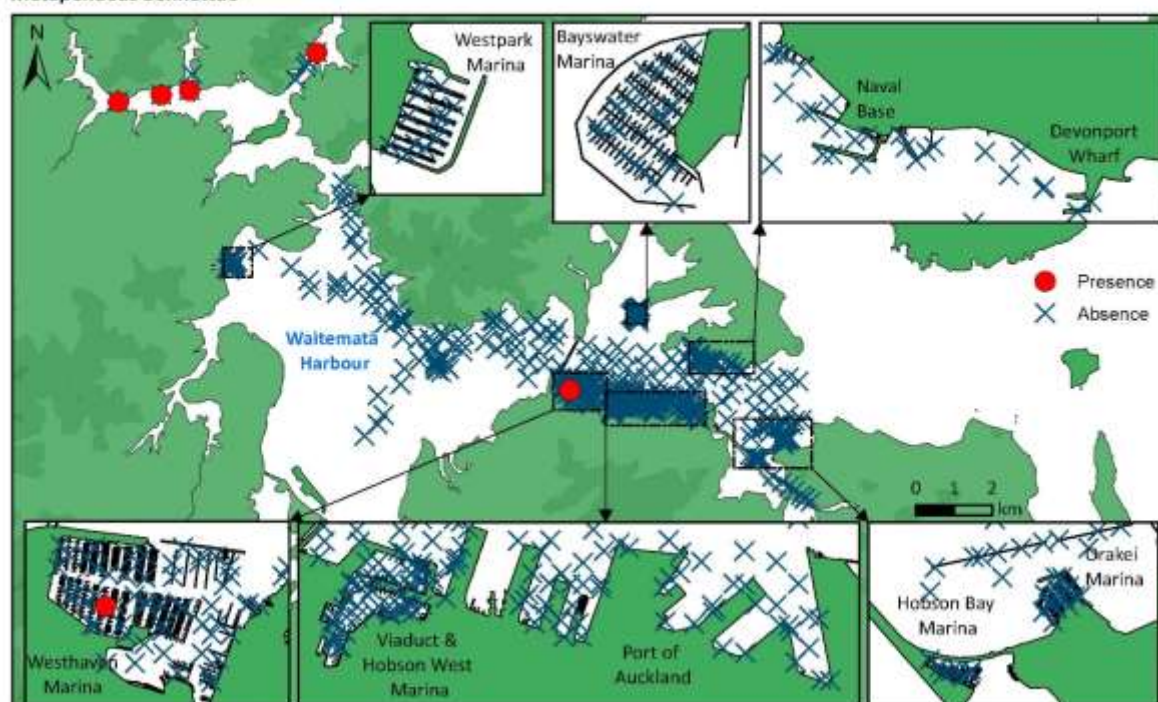 N
Westpark
Marina
Bayswater
Marina
Naval
Base
Devonport
Wharf
Presence
Absence
Waitemata
Harbour
0 1 2
km
Westhaven
Marina
Viaduct &
Hobson West
Marina
Port of
Auckland
Hobson Bay
Marina
Orakei
Marina